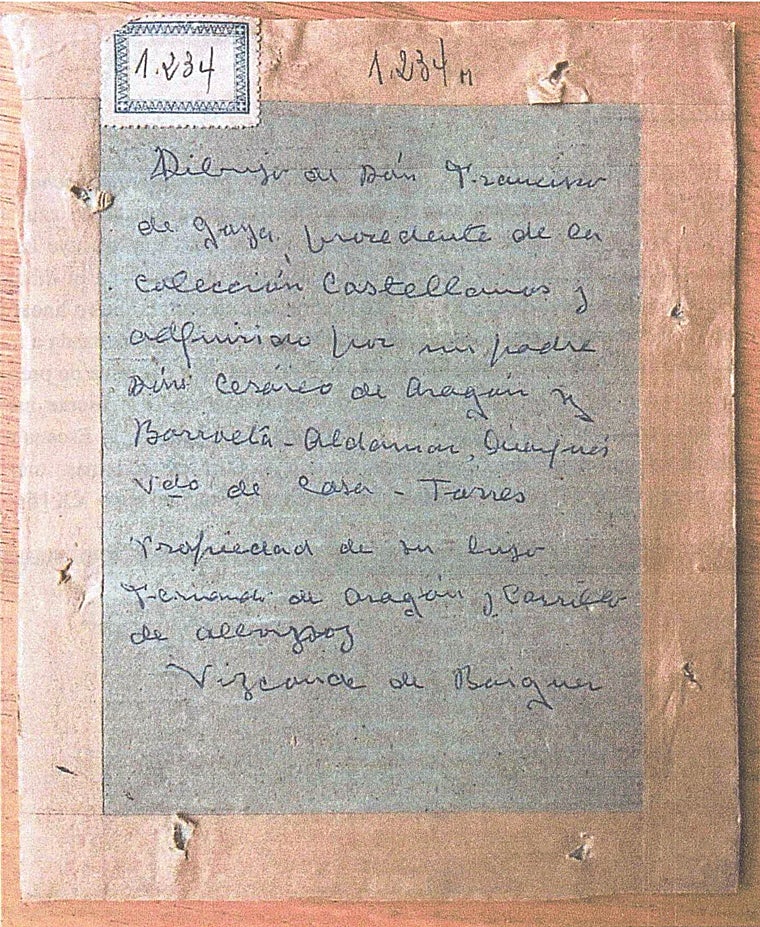 1.234
1.234 n
Dibujo de Dón Francisco
de Goya, procedente de la
colección Castellanos y
adquirido por mi padre
Dón Cesáreo de Aragón y
Barroeta-Aldamar, Marqués
Vdo de Casa-Torres
Propiedad de su hijo
Fernando de Aragón y Carrillo
de Albornoz
Vizconde de Baiguer